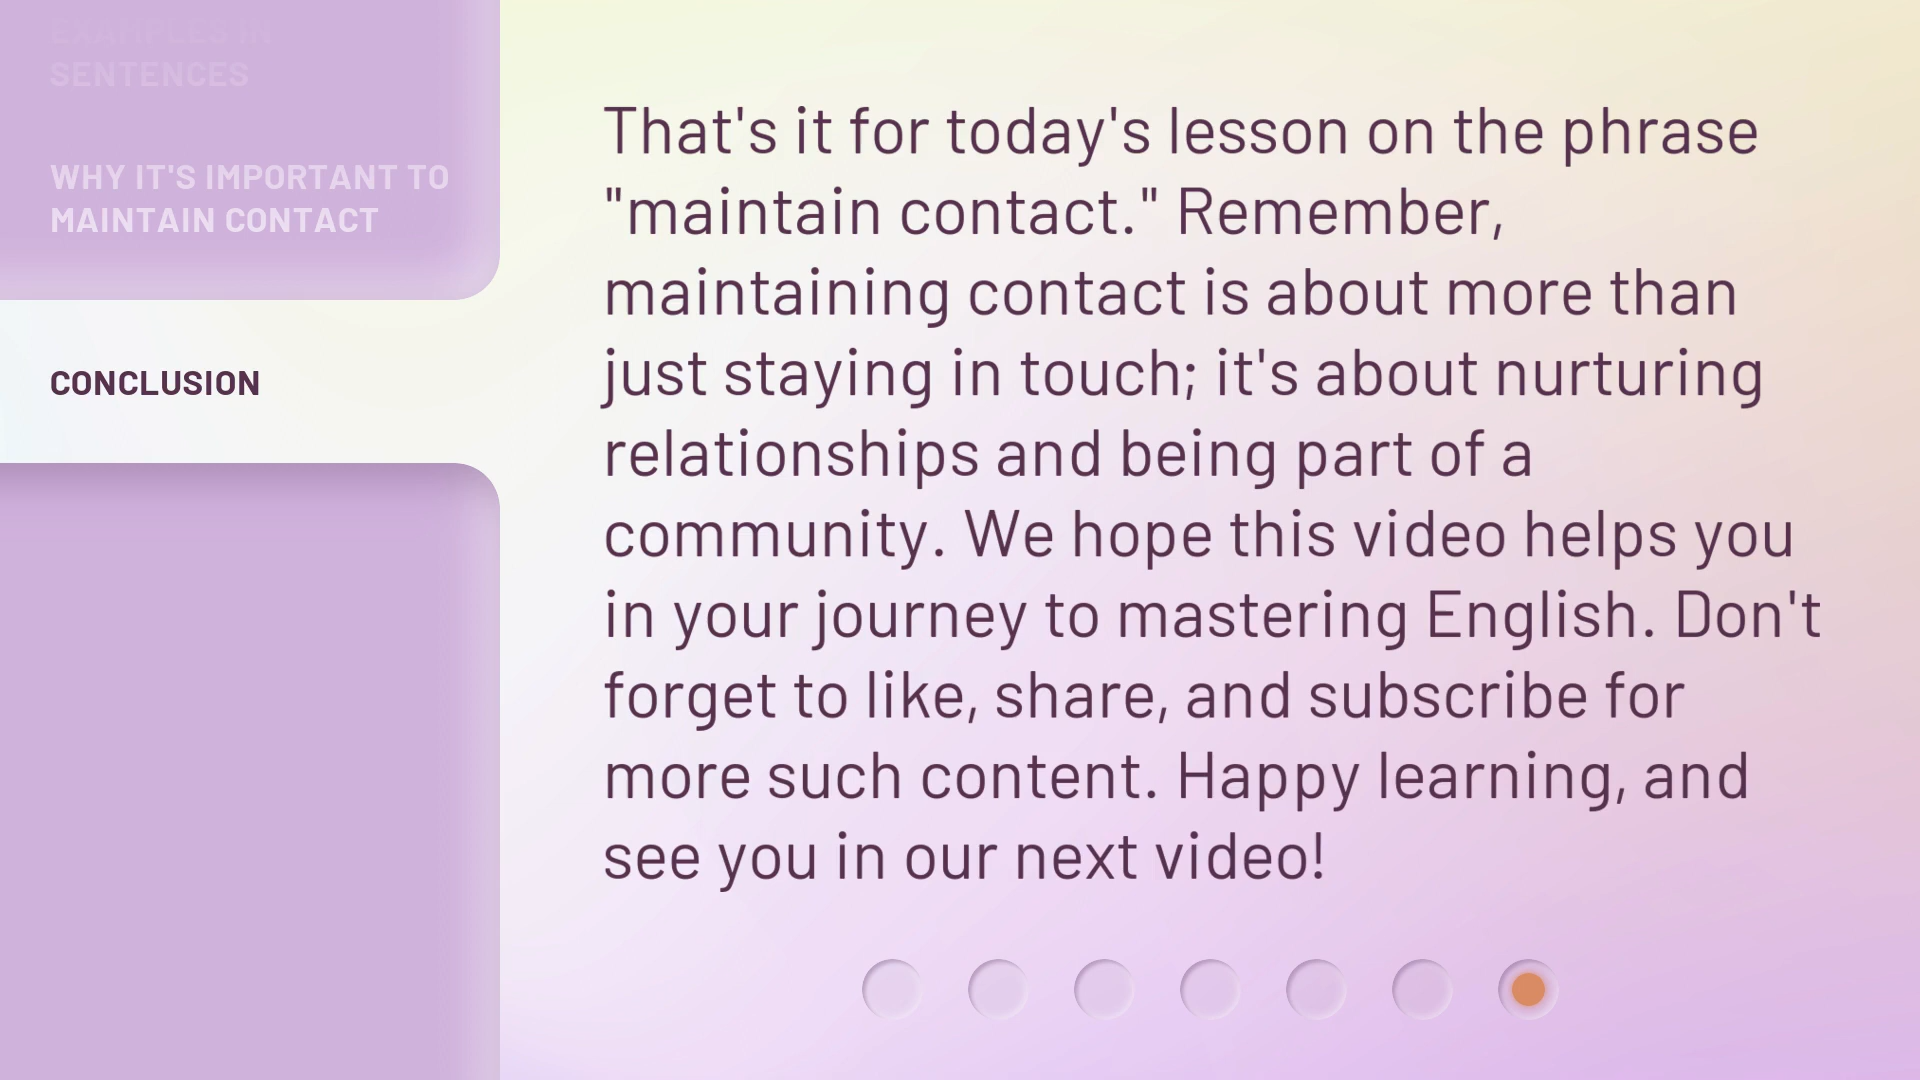 EXAMPLES IN
SENTENCES
WHY IT'S IMPORTANT TO
MAINTAIN CONTACT
CONCLUSION
That's it for today's lesson on the phrase
"maintain contact." Remember,
maintaining contact is about more than
just staying in touch; it's about nurturing
relationships and being part of a
community. We hope this video helps you
in your journey to mastering English. Don't
forget to like, share, and subscribe for
more such content. Happy learning, and
see you in our next video!